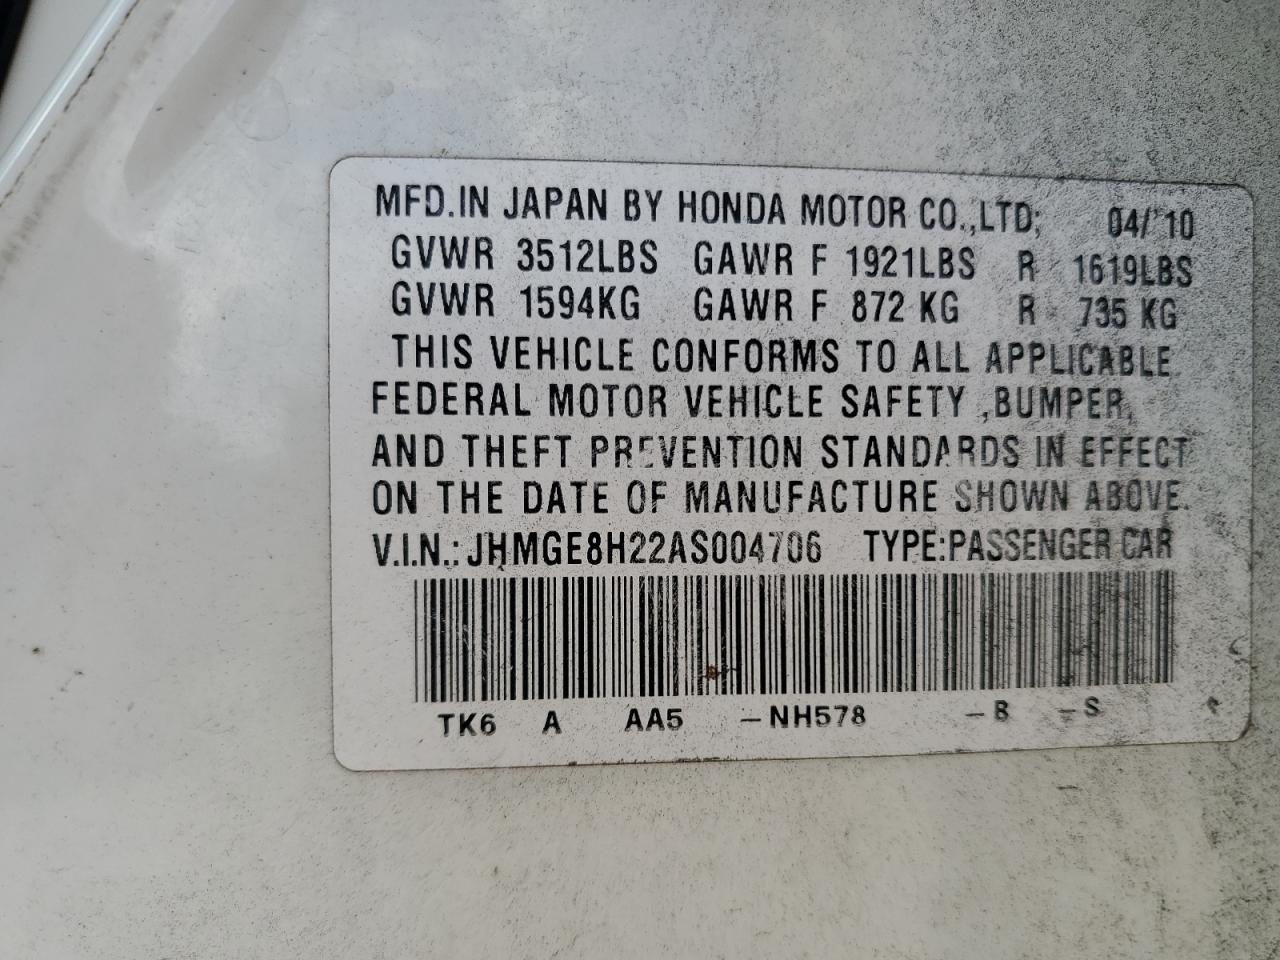 MFD.IN JAPAN BY HONDA MOTOR CO.,LTD; 04/'10
GVWR 3512LBS GAWR F 1921LBS R 1619LBS
GVWR 1594KG GAWR F 872 KG R 735 KG
THIS VEHICLE CONFORMS TO ALL APPLICABLE
FEDERAL MOTOR VEHICLE SAFETY ,BUMPER,
AND THEFT PREVENTION STANDARDS IN EFFECT
ON THE DATE OF MANUFACTURE SHOWN ABOVE.
V.I.N.: JHMGE8H22AS004706 TYPE:PASSENGER CAR
TK6 A AA5 -NH578 -B -S